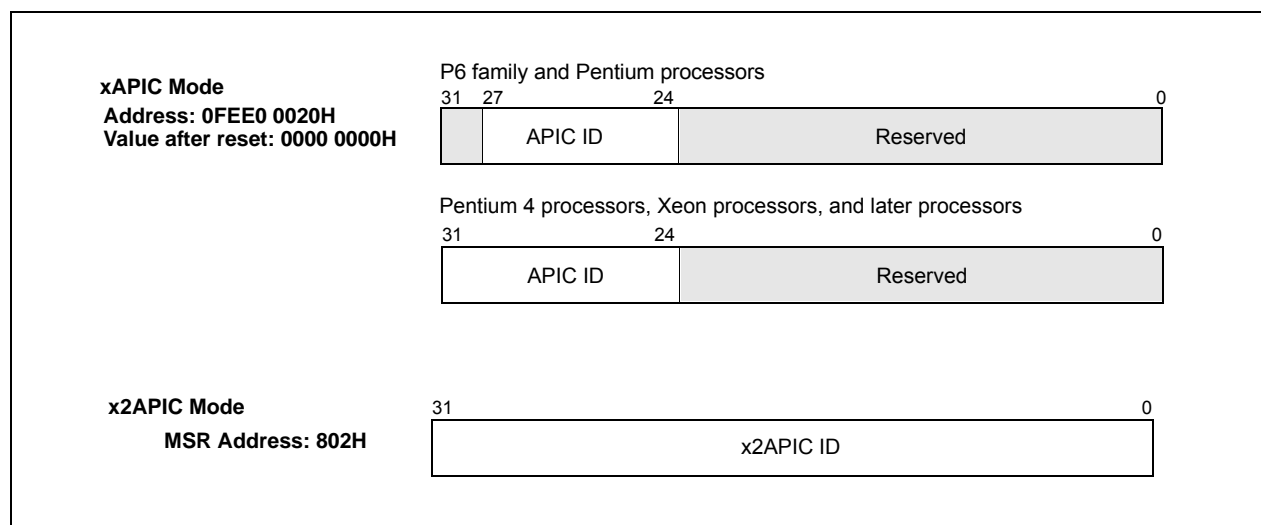 P6 family and Pentium processors
xAPIC Mode
Address: 0FEE0 0020H
Value after reset: 0000 0000H
31 27 24 0
APIC ID Reserved
Pentium 4 processors, Xeon processors, and later processors
31 24 0
APIC ID Reserved
x2APIC Mode
MSR Address: 802H
31 0
x2APIC ID